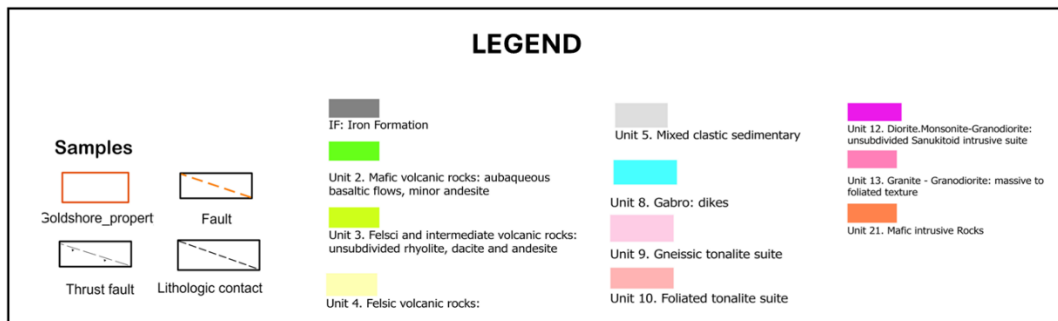 LEGEND
Samples
Goldshore_propert
Fault
Thrust fault
Lithologic contact
IF: Iron Formation
Unit 2. Mafic volcanic rocks: aubaqueous
basaltic flows, minor andesite
Unit 3. Felsci and intermediate volcanic rocks:
unsubdivided rhyolite, dacite and andesite
Unit 4. Felsic volcanic rocks:
Unit 5. Mixed clastic sedimentary
Unit 8. Gabro: dikes
Unit 9. Gneissic tonalite suite
Unit 10. Foliated tonalite suite
Unit 12. Diorite.Monsonite-Granodiorite:
unsubdivided Sanukitoid intrusive suite
Unit 13. Granite - Granodiorite: massive to
foliated texture
Unit 21. Mafic intrusive Rocks